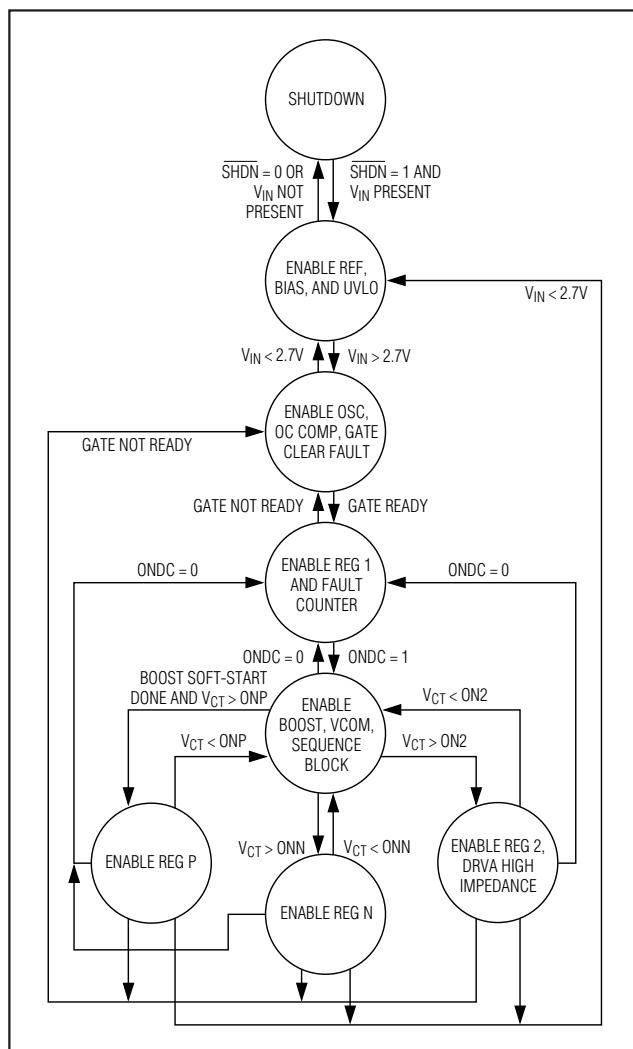 SHUTDOWN
S̅H̅D̅N̅ = 0 OR
V_IN NOT
PRESENT
S̅H̅D̅N̅ = 1 AND
V_IN PRESENT
ENABLE REF,
BIAS, AND UVLO
V_IN < 2.7V
V_IN < 2.7V
V_IN > 2.7V
ENABLE OSC,
OC COMP, GATE
CLEAR FAULT
GATE NOT READY
GATE NOT READY
GATE READY
ENABLE REG 1
AND FAULT
COUNTER
ONDC = 0
ONDC = 0
ONDC = 0
ONDC = 1
BOOST SOFT-START
DONE AND V_CT > ONP
ENABLE
BOOST, VCOM,
SEQUENCE
BLOCK
V_CT < ON2
V_CT < ONP
V_CT > ON2
V_CT > ONN
V_CT < ONN
ENABLE REG P
ENABLE REG 2,
DRVA HIGH
IMPEDANCE
ENABLE REG N